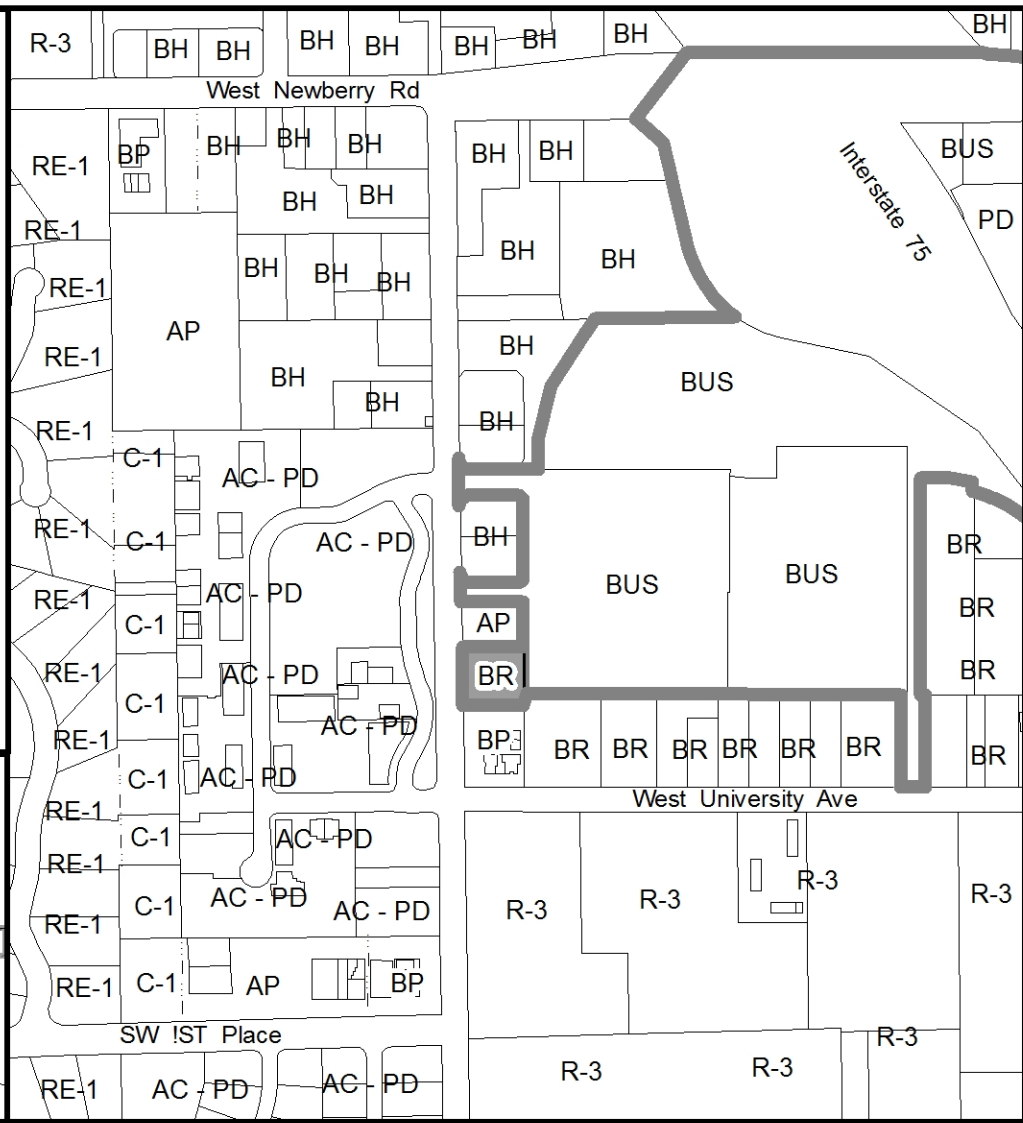 R-3
BH
BH
BH
BH
BH
BH
BH
BH
West Newberry Rd
RE-1
BP
BH
BH
BH
BH
BH
BUS
Interstate 75
BH
BH
PD
RE-1
BH
BH
RE-1
BH
BH
BH
AP
RE-1
BH
BH
BUS
BH
BH
RE-1
C-1
AC - PD
RE-1
C-1
AC - PD
BH
BR
BUS
BUS
RE-1
AC - PD
BR
C-1
AP
RE-1
AC - PD
BR
BR
C-1
AC - PD
RE-1
BP
BR
BR
BR
BR
BR
BR
BR
C-1
AC - PD
West University Ave
RE-1
C-1
AC - PD
RE-1
R-3
R-3
R-3
R-3
C-1
AC - PD
AC - PD
RE-1
RE-1
C-1
AP
BP
SW !ST Place
R-3
R-3
R-3
RE-1
AC - PD
AC - PD